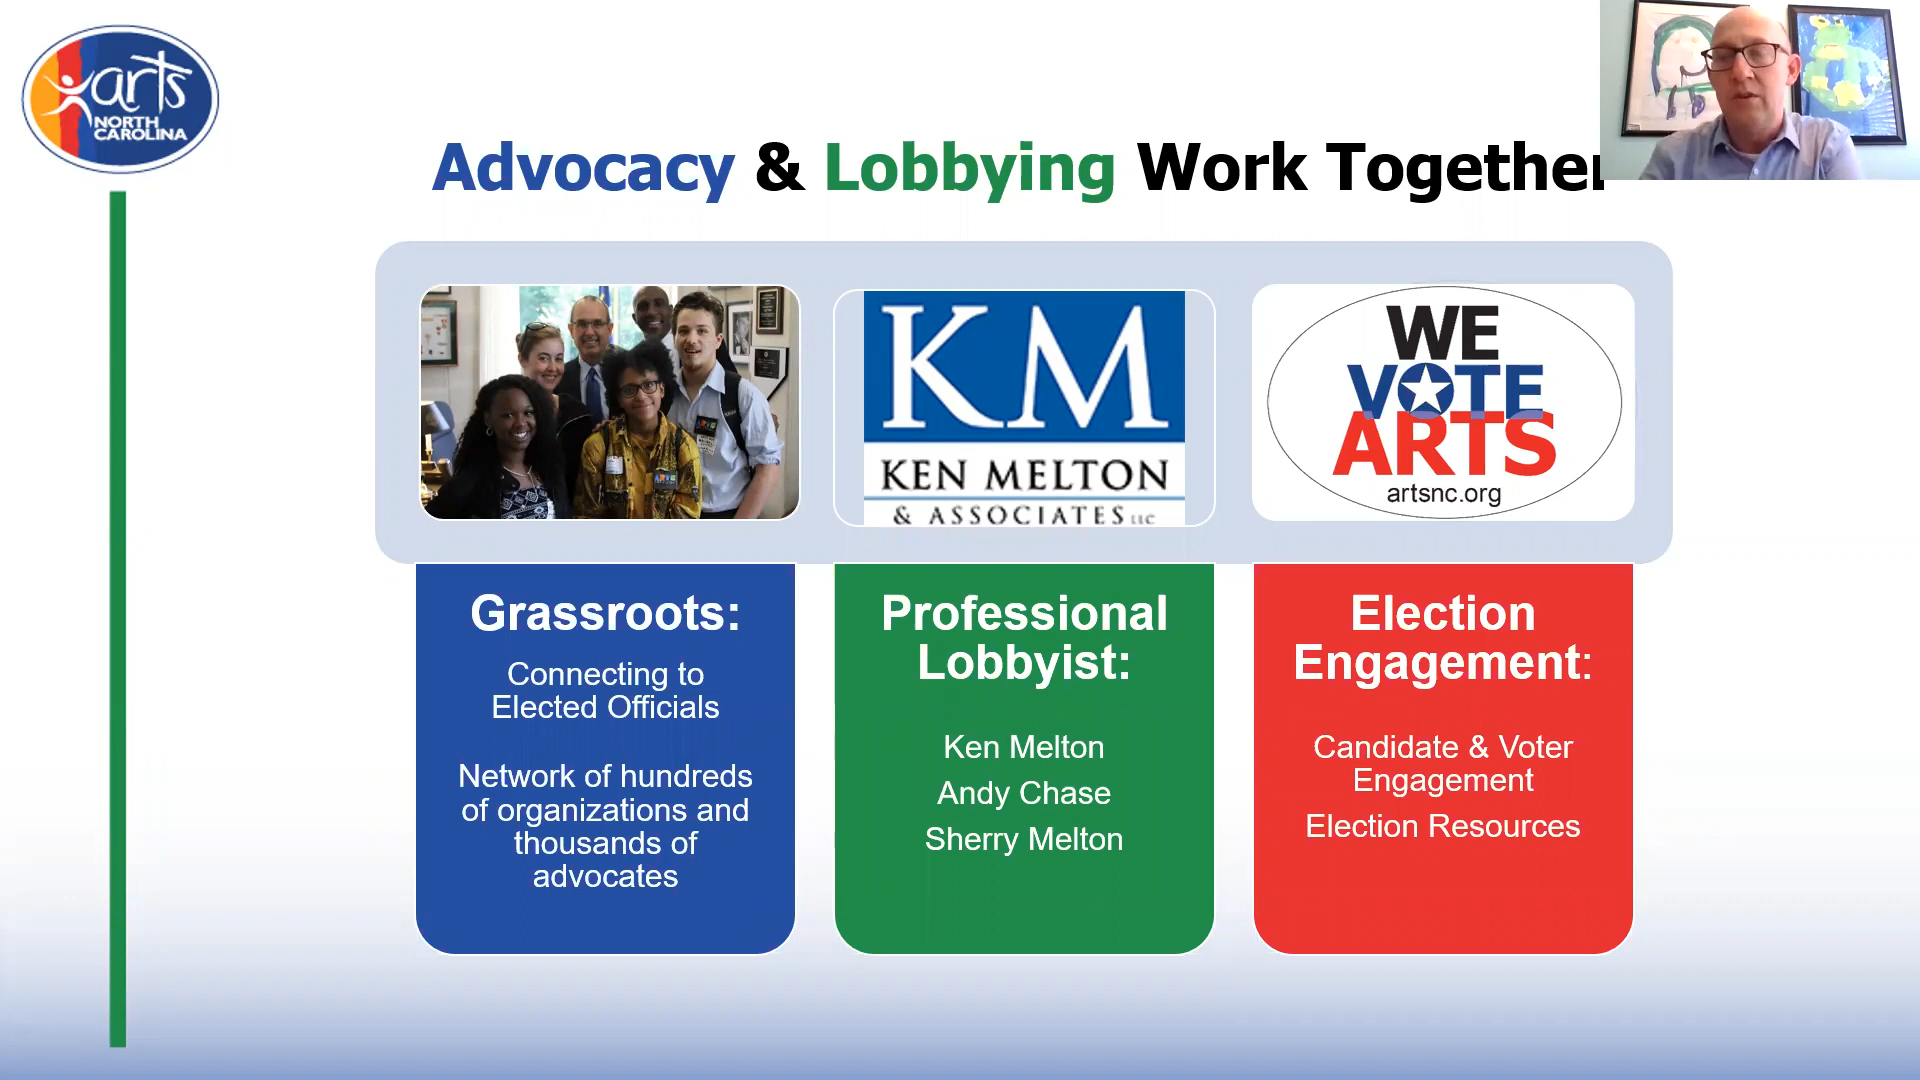 arts
NORTH
CAROLINA
Advocacy & Lobbying Work Together
KM
KEN MELTON
& ASSOCIATES LLC
WE
VOTE
ARTS
artsnc.org
Grassroots:
Connecting to
Elected Officials
Network of hundreds
of organizations and
thousands of
advocates
Professional
Lobbyist:
Ken Melton
Andy Chase
Sherry Melton
Election
Engagement:
Candidate & Voter
Engagement
Election Resources